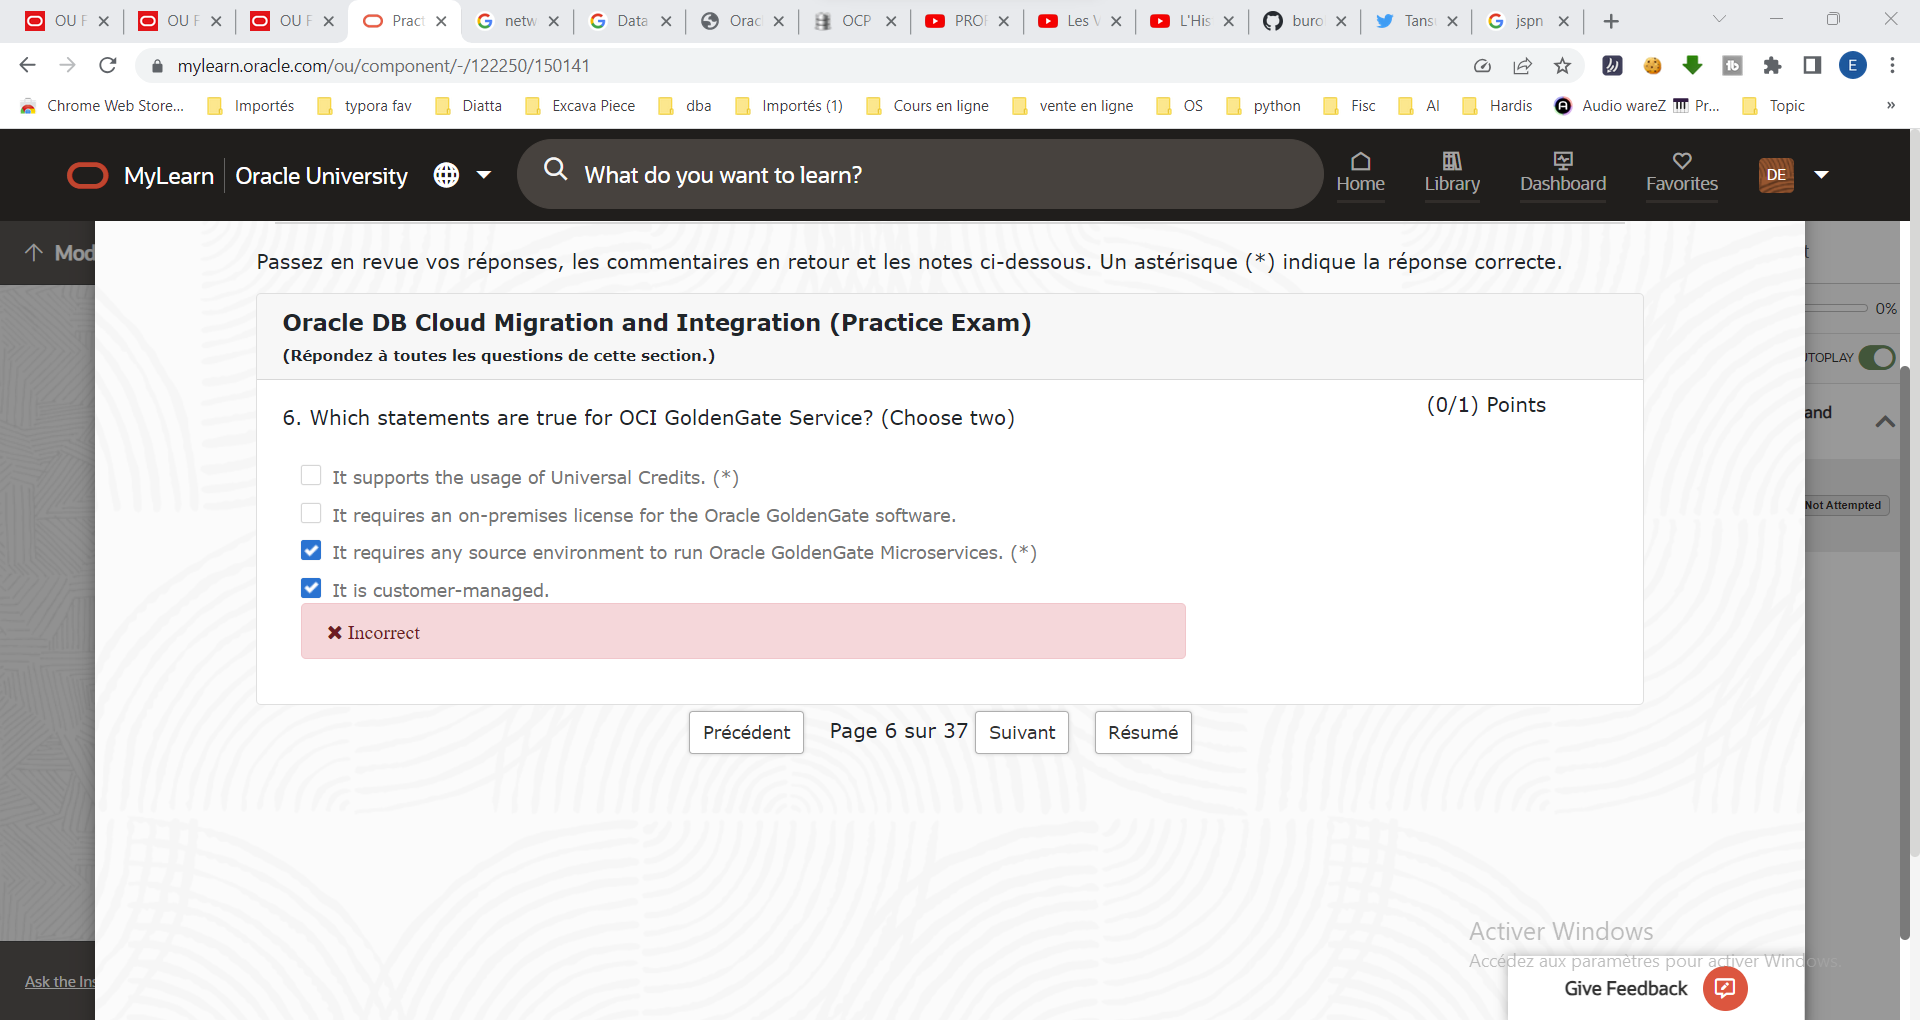 OU F
OU F
OU F
Pract
netw
Data
Orac
OCP
PROF
Les V
L'His
buro
Tans
jspn
mylearn.oracle.com/ou/component/-/122250/150141
E
Chrome Web Store...
Importés
typora fav
Diatta
Excava Piece
dba
Importés (1)
Cours en ligne
vente en ligne
OS
python
Fisc
AI
Hardis
Audio wareZ
Pr...
Topic
»
MyLearn
Oracle University
What do you want to learn?
Home
Library
Dashboard
Favorites
DE
Mod
t
Passez en revue vos réponses, les commentaires en retour et les notes ci-dessous. Un astérisque (*) indique la réponse correcte.
0%
Oracle DB Cloud Migration and Integration (Practice Exam)
(Répondez à toutes les questions de cette section.)
TOPLAY
and
6. Which statements are true for OCI GoldenGate Service? (Choose two)
(0/1) Points
It supports the usage of Universal Credits. (*)
It requires an on-premises license for the Oracle GoldenGate software.
Not Attempted
It requires any source environment to run Oracle GoldenGate Microservices. (*)
It is customer-managed.
Incorrect
Précédent
Page 6 sur 37
Suivant
Résumé
Activer Windows
Accédez aux paramètres pour activer Windows.
Ask the Ins
Give Feedback